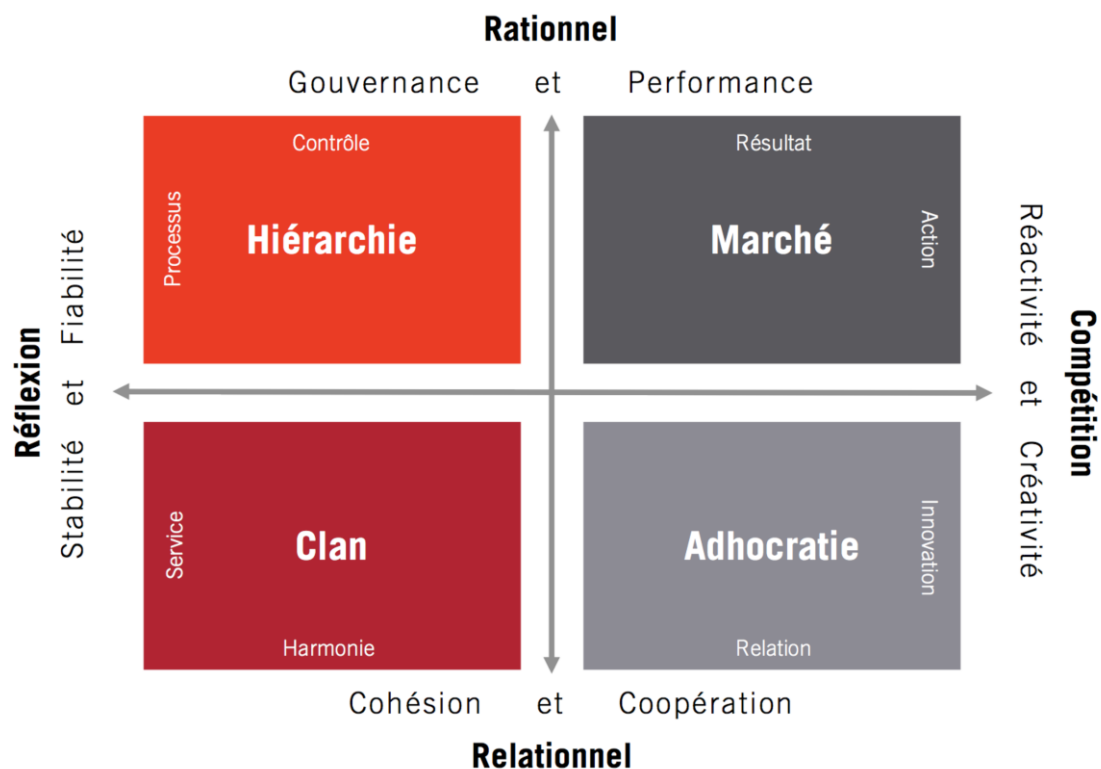 Rationnel
Gouvernance et Performance
Contrôle
Processus
Hiérarchie
Résultat
Marché
Action
Réflexion
Stabilité et Fiabilité
Réactivité et Créativité
Compétition
Service
Clan
Harmonie
Adhocratie
Innovation
Relation
Cohésion et Coopération
Relationnel